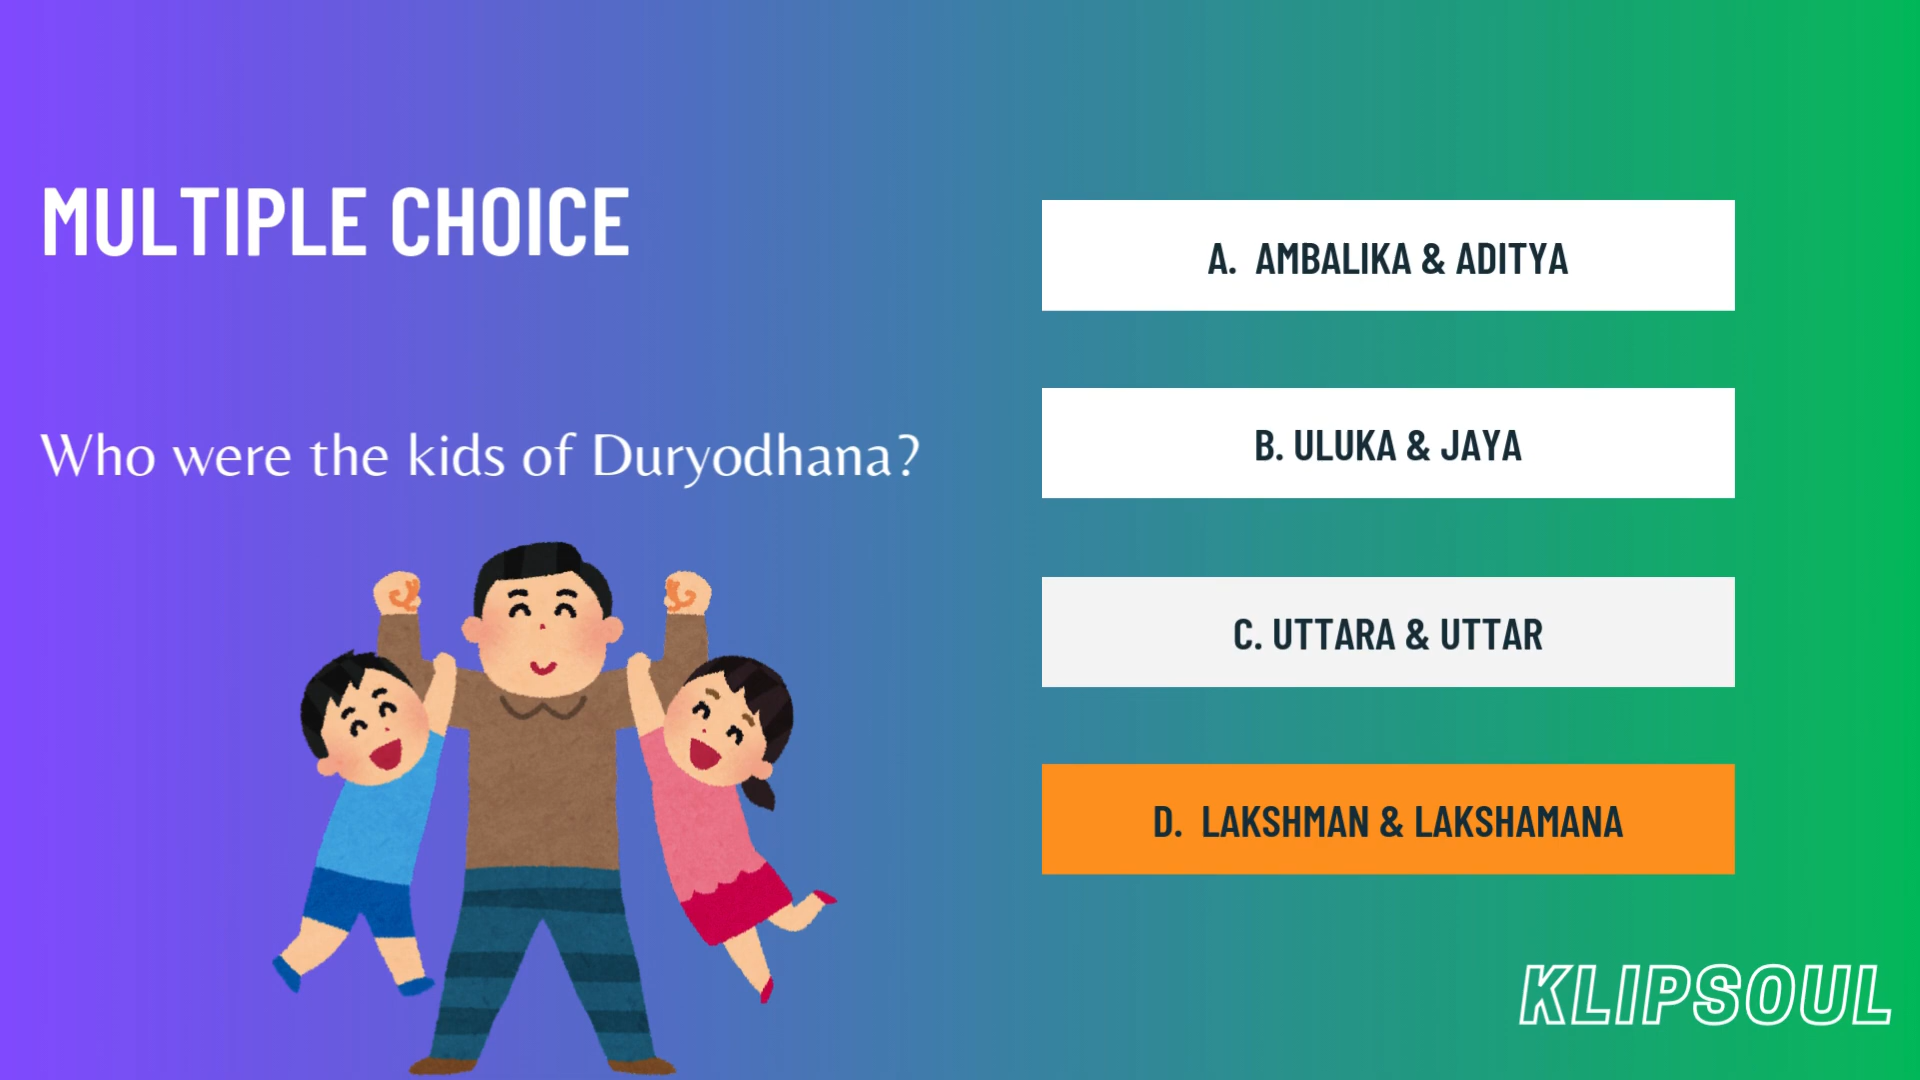 MULTIPLE CHOICE
Who were the kids of Duryodhana?
A. AMBALIKA & ADITYA
B. ULUKA & JAYA
C. UTTARA & UTTAR
D. LAKSHMAN & LAKSHAMANA
KLIPSOUL